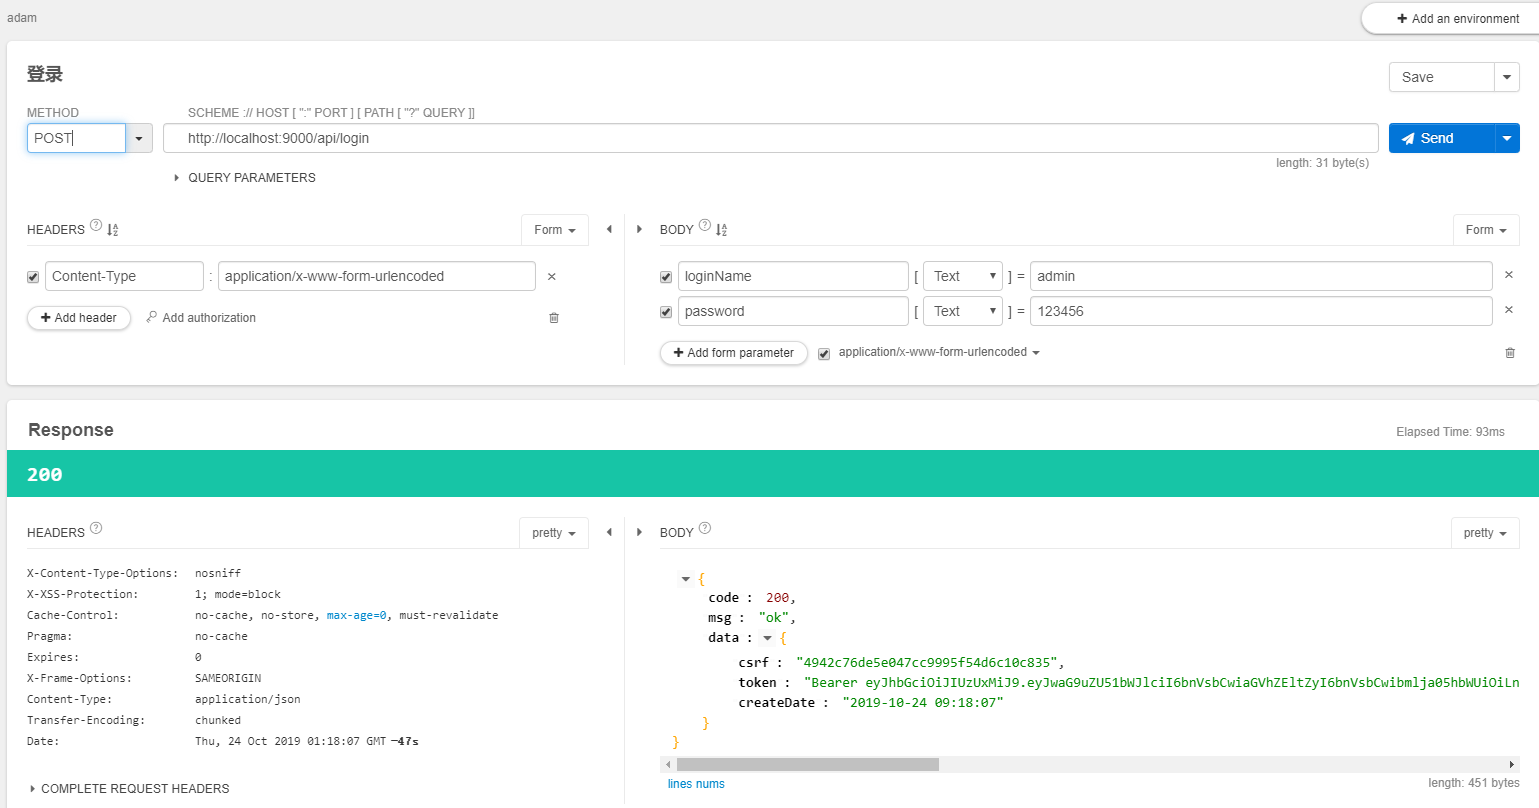 adam
Add an environment
登录
Save
METHOD
SCHEME :// HOST [ ":" PORT ] [ PATH [ "?" QUERY ]]
POST
http://localhost:9000/api/login
Send
length: 31 byte(s)
QUERY PARAMETERS
HEADERS ?
Form
BODY ?
Form
Content-Type : application/x-www-form-urlencoded ×
loginName [ Text ] = admin ×
password [ Text ] = 123456 ×
+ Add header
Add authorization
+ Add form parameter
application/x-www-form-urlencoded
Response
Elapsed Time: 93ms
200
HEADERS ?
pretty
BODY ?
pretty
X-Content-Type-Options: nosniff
X-XSS-Protection: 1; mode=block
Cache-Control: no-cache, no-store, max-age=0, must-revalidate
Pragma: no-cache
Expires: 0
X-Frame-Options: SAMEORIGIN
Content-Type: application/json
Transfer-Encoding: chunked
Date: Thu, 24 Oct 2019 01:18:07 GMT −47s
COMPLETE REQUEST HEADERS
{
code : 200,
msg : "ok",
data : {
csrf : "4942c76de5e047cc9995f54d6c10c835",
token : "Bearer eyJhbGciOiJIUzUxMiJ9.eyJwaG9uZU51bWJlciI6bnVsbCwiaGVhZEltZyI6bnVsbCwibmlja05hbWUiOiLn
createDate : "2019-10-24 09:18:07"
}
}
lines nums
length: 451 bytes